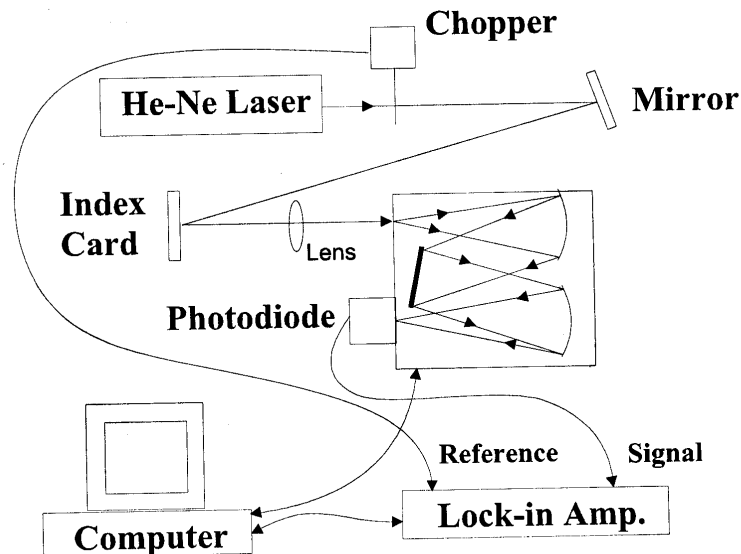 Chopper
He-Ne Laser
Mirror
Index
Card
Lens
Photodiode
Reference
Signal
Computer
Lock-in Amp.